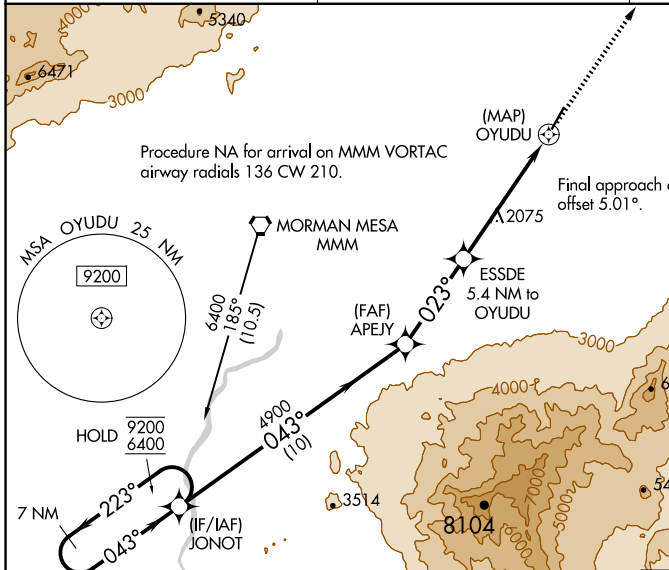 4000
5340
6471
3000
Procedure NA for arrival on MMM VORTAC
airway radials 136 CW 210.
(MAP)
OYUDU
Final approach
offset 5.01°.
2075
MSA OYUDU 25 NM
9200
MORMAN MESA
MMM
6400
185°
(10.5)
(FAF)
APEJY
023°
ESSDE
5.4 NM to
OYUDU
3000
4000
4900
043°
(10)
HOLD
9200
6400
7 NM
223°
043°
(IF/IAF)
JONOT
3514
8104
7000
5000
4000